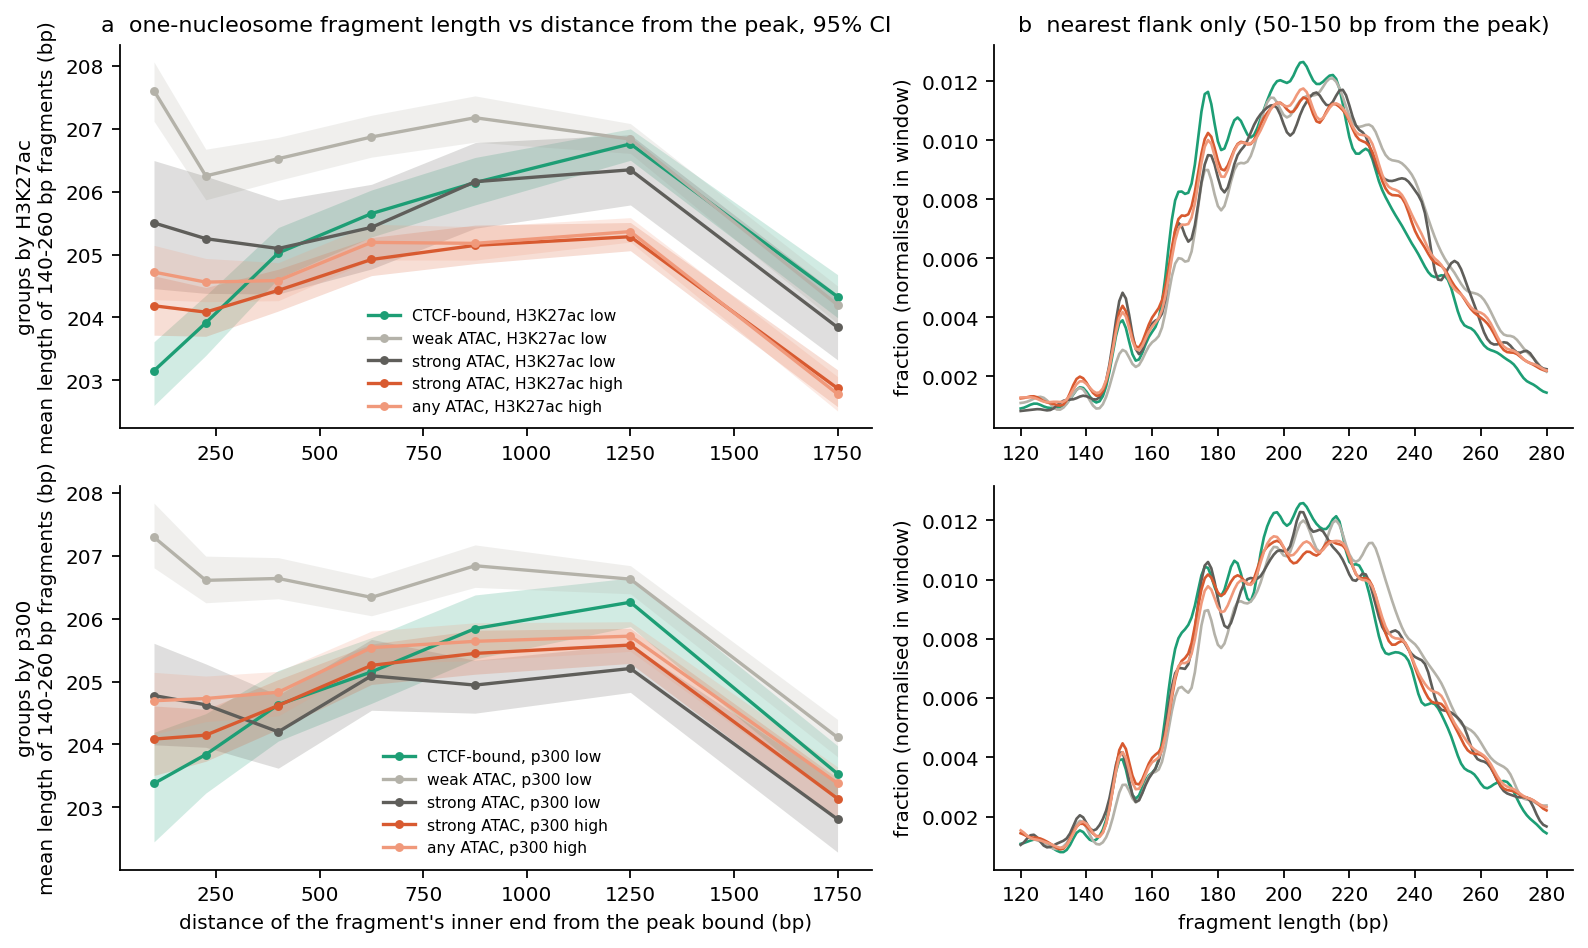 a  one-nucleosome fragment length vs distance from the peak, 95% CI
groups by H3K27ac
mean length of 140–260 bp fragments (bp)
208
207
206
205
204
203
CTCF-bound, H3K27ac low
weak ATAC, H3K27ac low
strong ATAC, H3K27ac low
strong ATAC, H3K27ac high
any ATAC, H3K27ac high
250 500 750 1000 1250 1500 1750
b  nearest flank only (50-150 bp from the peak)
fraction (normalised in window)
0.012
0.010
0.008
0.006
0.004
0.002
120 140 160 180 200 220 240 260 280
groups by p300
mean length of 140–260 bp fragments (bp)
208
207
206
205
204
203
CTCF-bound, p300 low
weak ATAC, p300 low
strong ATAC, p300 low
strong ATAC, p300 high
any ATAC, p300 high
250 500 750 1000 1250 1500 1750
distance of the fragment's inner end from the peak bound (bp)
fraction (normalised in window)
0.012
0.010
0.008
0.006
0.004
0.002
120 140 160 180 200 220 240 260 280
fragment length (bp)